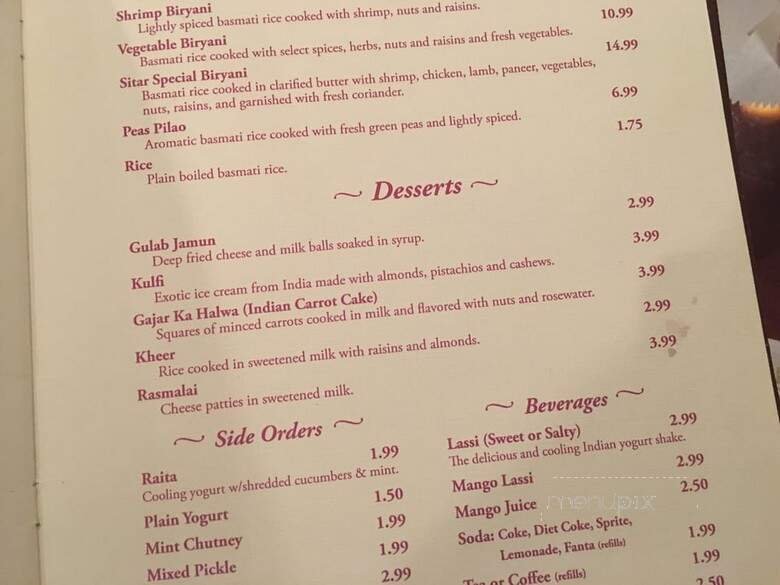 Shrimp Biryani
Lightly spiced basmati rice cooked with shrimp, nuts and raisins.
Vegetable Biryani 10.99
Basmati rice cooked with select spices, herbs, nuts and raisins and fresh vegetables.
Sitar Special Biryani 14.99
Basmati rice cooked in clarified butter with shrimp, chicken, lamb, paneer, vegetables,
nuts, raisins, and garnished with fresh coriander.
Peas Pilao 6.99
Aromatic basmati rice cooked with fresh green peas and lightly spiced.
Rice 1.75
Plain boiled basmati rice.
Desserts
Gulab Jamun 2.99
Deep fried cheese and milk balls soaked in syrup.
Kulfi 3.99
Exotic ice cream from India made with almonds, pistachios and cashews.
Gajar Ka Halwa (Indian Carrot Cake) 3.99
Squares of minced carrots cooked in milk and flavored with nuts and rosewater.
Kheer 2.99
Rice cooked in sweetened milk with raisins and almonds.
Rasmalai 3.99
Cheese patties in sweetened milk.
Side Orders
Raita 1.99
Cooling yogurt w/shredded cucumbers & mint.
Plain Yogurt 1.50
Mint Chutney 1.99
Mixed Pickle 1.99
2.99
Beverages
Lassi (Sweet or Salty) 2.99
The delicious and cooling Indian yogurt shake.
Mango Lassi 2.99
Mango Juice 2.50
Soda: Coke, Diet Coke, Sprite,
Lemonade, Fanta (refills) 1.99
or Coffee (refills) 1.99
2.50
menupix